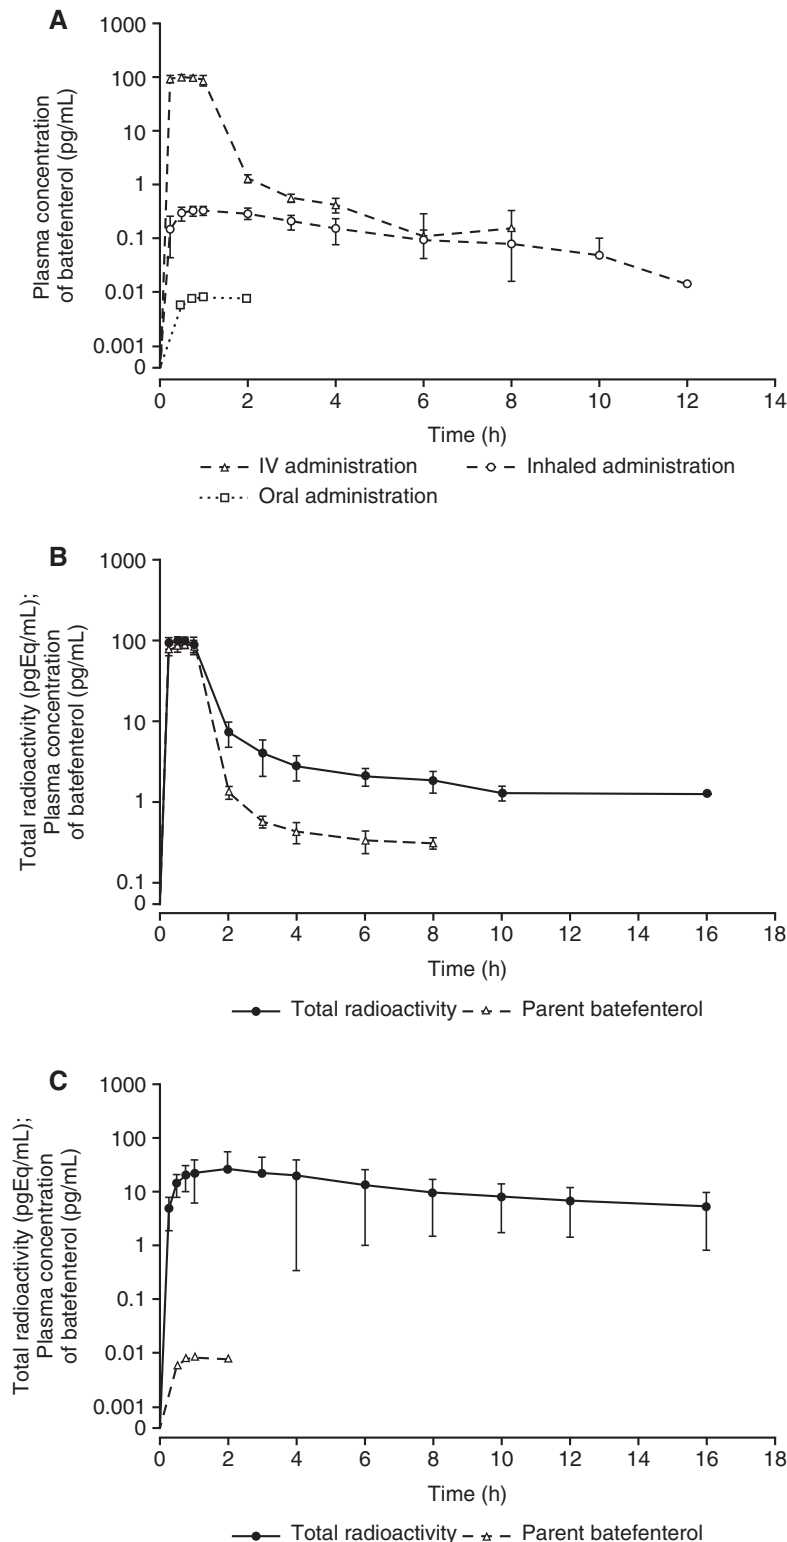 A
Plasma concentration
of batefenterol (pg/mL)
1000
100
10
1
0.1
0.01
0.001
0
0 2 4 6 8 10 12 14
Time (h)
IV administration Inhaled administration
Oral administration
B
Total radioactivity (pgEq/mL);
Plasma concentration
of batefenterol (pg/mL)
1000
100
10
1
0.1
0
0 2 4 6 8 10 12 14 16 18
Time (h)
Total radioactivity Parent batefenterol
C
Total radioactivity (pgEq/mL);
Plasma concentration
of batefenterol (pg/mL)
1000
100
10
1
0.1
0.01
0.001
0
0 2 4 6 8 10 12 14 16 18
Time (h)
Total radioactivity Parent batefenterol